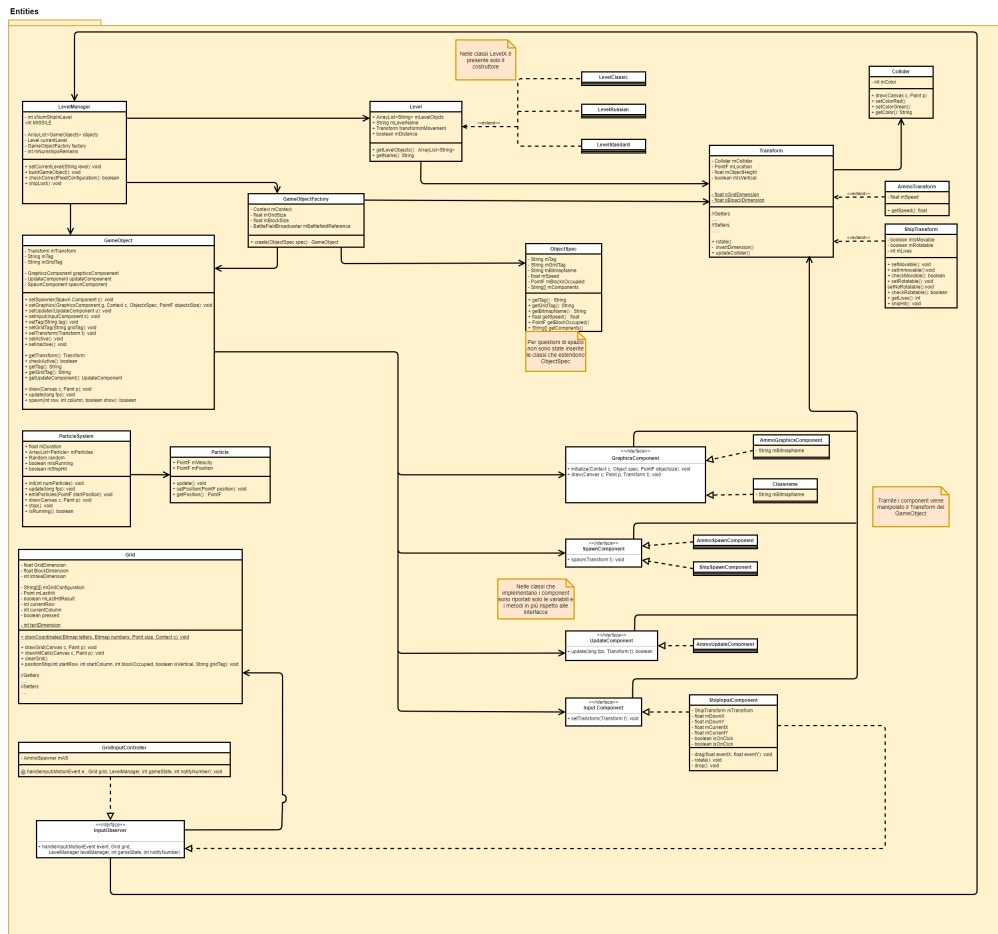 Entities
Nelle classi LevelX è
presente solo il
costruttore
LevelManager
- int sNumShipInLevel
-int MISSILE
- ArrayList<GameObjects> objects
- Level currentLevel
- GameObjectFactory factory
- int mNumshipsRemains
+ setCurrentLevel(String level): void
+ buildGameObject(): void
+ checkCorrectFleetConfiguration(): boolean
+ shipLost(): void
Level
+ ArrayList<String> mLevelObjcts
+ String mLevelName
+ Transform transforminMovement
+ boolean mDistance
+ getLevelObjects() : ArrayList<String>
+ getName(): String
<<extend>>
LevelClassic
LevelRussian
LevelStandard
Collider
- int mColor
+ draw(Canvas c, Paint p)
+ setColorRed()
+ setColorGreen()
+ getColor(): String
Transform
- Collider mCollider
- PointF mLocation
- float mObjectHeight
- boolean mIsVertical
- float sGridDimension
- float sBloackDimension
//Getters
//Setters
.....
+ rotate()
- invertDimension()
+ updateCollider()
<<extend>>
AmmoTransform
- float mSpeed
+ getSpeed(): float
<<extend>>
ShipTransform
- boolean mIsMovable
- boolean mRotatable
- int mLives
+ setMovable(): void
+ setImmovable():void
+ checkMovable(): boolean
+ setRotatable(): void
setNoRotatable(): void
+ checkRotatable(): boolean
+ getLives(): int
+ shipHit(): void
GameObjectFactory
- Context mContext
- float mGridSize
- float mBlockSize
- BattleFieldBroadcaster mBattlefieldReference
+ create(ObjectSpec spec) : GameObject
GameObject
- Transform mTransform
- String mTag
- String mGridTag
- GraphicsComponent graphicsCompoenent
- UpdateComponent updateCompoenent
- SpawnComponent spawnComponent
+ setSpawner(Spawn Component s): void
+ setGraphics(GraphicsComponent g, Context c, ObjectsSpec, PointF objectsSize): void
+ setUpdater(UpdateComponent u): void
+ setInput(InputComponent s): void
+ setTag(String tag): void
+ setGridTag(String gridTag): void
+ setTransform(Transform t): void
+ setActive(): void
+ setInactive(): void
+ getTransform(): Trasnform
+ checkActive(): boolean
+ getTag(): String
+ getGridTag(): String
+ getUpdateComponent(): UpdateComponent
+ draw(Canvas c, Paint p): void
+ update(long fps): void
+ spawn(int row, int column, boolean show): void
ObjectSpec
- String mTag
- String mGridTag
- String mBitmapName
- float mSpeed
- PointF mBlocksOccupied
- String[] mComponents
+ getTag(): String
+ getGridTag(): String
+ getBitmapName() : String
+ float getSpeed() : float
+ PointF getBlockOccupied()
+ String[] getComponts()
Per questioni di spazio
non sono state inserite
le classi che estendono
ObjectSpec
ParticleSystem
+ float mDuration
+ ArrayList<Particle> mParticles
+ Random random
+ boolean misRunning
+ boolean mShipHit
+ init(int numParticles): void
+ update(long fps): void
+ emitParticles(PointF startPosition): void
+ draw(Canvas c, Paint p): void
+ stop(): void
+ isRunning(): boolean
Particle
+ PointF mVelocity
+ PointF mPosition
+ update(): void
+ setPosition(PointF position): void
+ getPosition() : PointF
<<interface>>
GraphicsComponent
+ initialize(Context c, Object spec, PointF objectsize): void
+ draw(Canvas c, Paint p, Transform t): void
AmmoGraphicsComponent
- String mBitmapName
Classname
- String mBitmapName
Tramite i component viene
manipolato il Transform del
GameObject
<<interface>>
SpawnComponent
+ spawn(Transform t): void
AmmoSpawnComponent
ShipSpawnComponent
Nelle classi che
implementano i component
sono riportati solo le variabili e
i metodi in più rispetto alle
interfacce
<<interface>>
UpdateComponent
+ update(long fps, Transform t): boolean
AmmoUpdateComponent
<<interface>>
Input Component
+ setTransform(Transform t): void
ShipInputComponent
- ShipTransform mTransfrom
- float mDownX
- float mDownY
- float mCurrentX
- float mCurrentY
- boolean isOnClick
- boolean isOnClick
- drag(float eventX, float eventY): void
- rotate(): void
- drop(): void
Grid
- float GridDimension
- float BlockDimension
- int strokeDimension
- String[][] mGridConfiguration
- Point mLastHit
- boolean mLastHitResult
- int currentRow
- int currentColumn
- boolean pressed
- int textDimension
+ drawCoordinates(Bitmap letters, Bitmap numbers, Point size, Context c): void
+ drawGrid(Canvas c, Paint p): void
+ drawHitCells(Canvas c, Paint p): void
+ clearGrid()
+ positionShip(int startRow, int startColumn, int blockOccupied, boolean isVertical, String gridTag): void
//Getters
.....
//Setters
.....
GridInputController
- AmmoSpawner mAS
@ handleInput(MotionEvent e , Grid grid, LevelManager, int gameState, int notifyNumber): void
<<interface>>
InputObserver
+ handleInput(MotionEvent event, Grid grid,
LevelManager levelManager, int gameState, int notifyNumber)